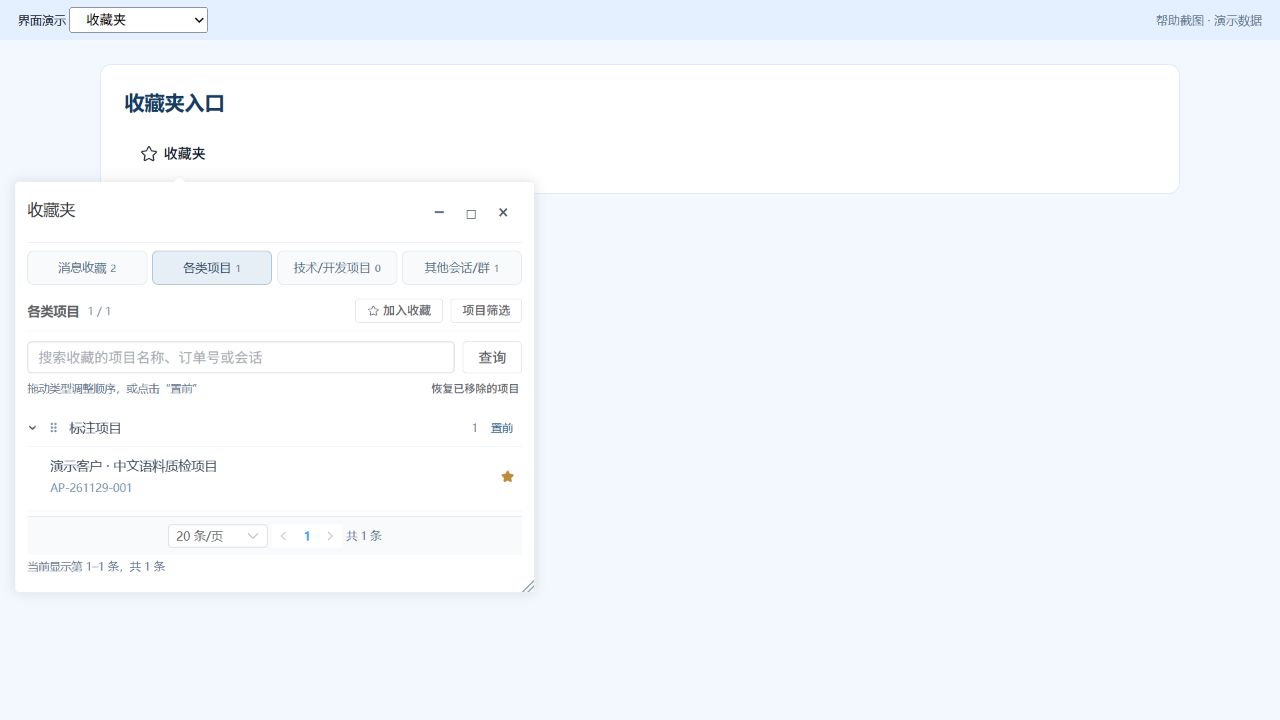 界面演示 收藏夹 帮助截图 · 演示数据
收藏夹入口
收藏夹
收藏夹
消息收藏 2 各类项目 1 技术/开发项目 0 其他会话/群 1
各类项目 1 / 1 加入收藏 项目筛选
搜索收藏的项目名称、订单号或会话 查询
拖动类型调整顺序，或点击“置前” 恢复已移除的项目
标注项目 1 置前
演示客户 · 中文语料质检项目
AP-261129-001
20 条/页 1 共 1 条
当前显示第 1–1 条，共 1 条